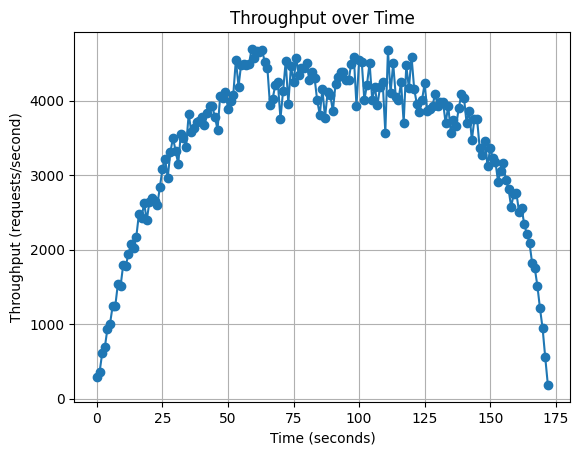 Throughput over Time
Throughput (requests/second)
4000
3000
2000
1000
0
0 25 50 75 100 125 150 175
Time (seconds)